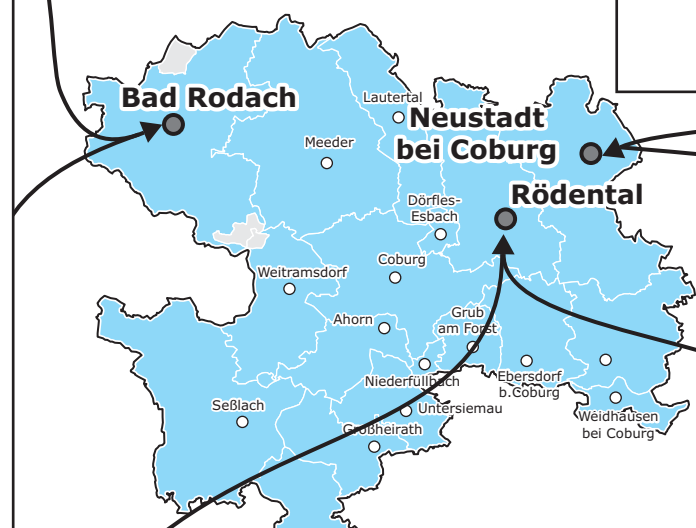 Bad Rodach
Lautertal
Neustadt
bei Coburg
Meeder
Rödental
Dörfles-
Esbach
Coburg
Weitramsdorf
Ahorn
Grub
am Forst
Niederfüllbach
Ebersdorf
b.Coburg
Seßlach
Untersiemau
Weidhausen
bei Coburg
Großheirath